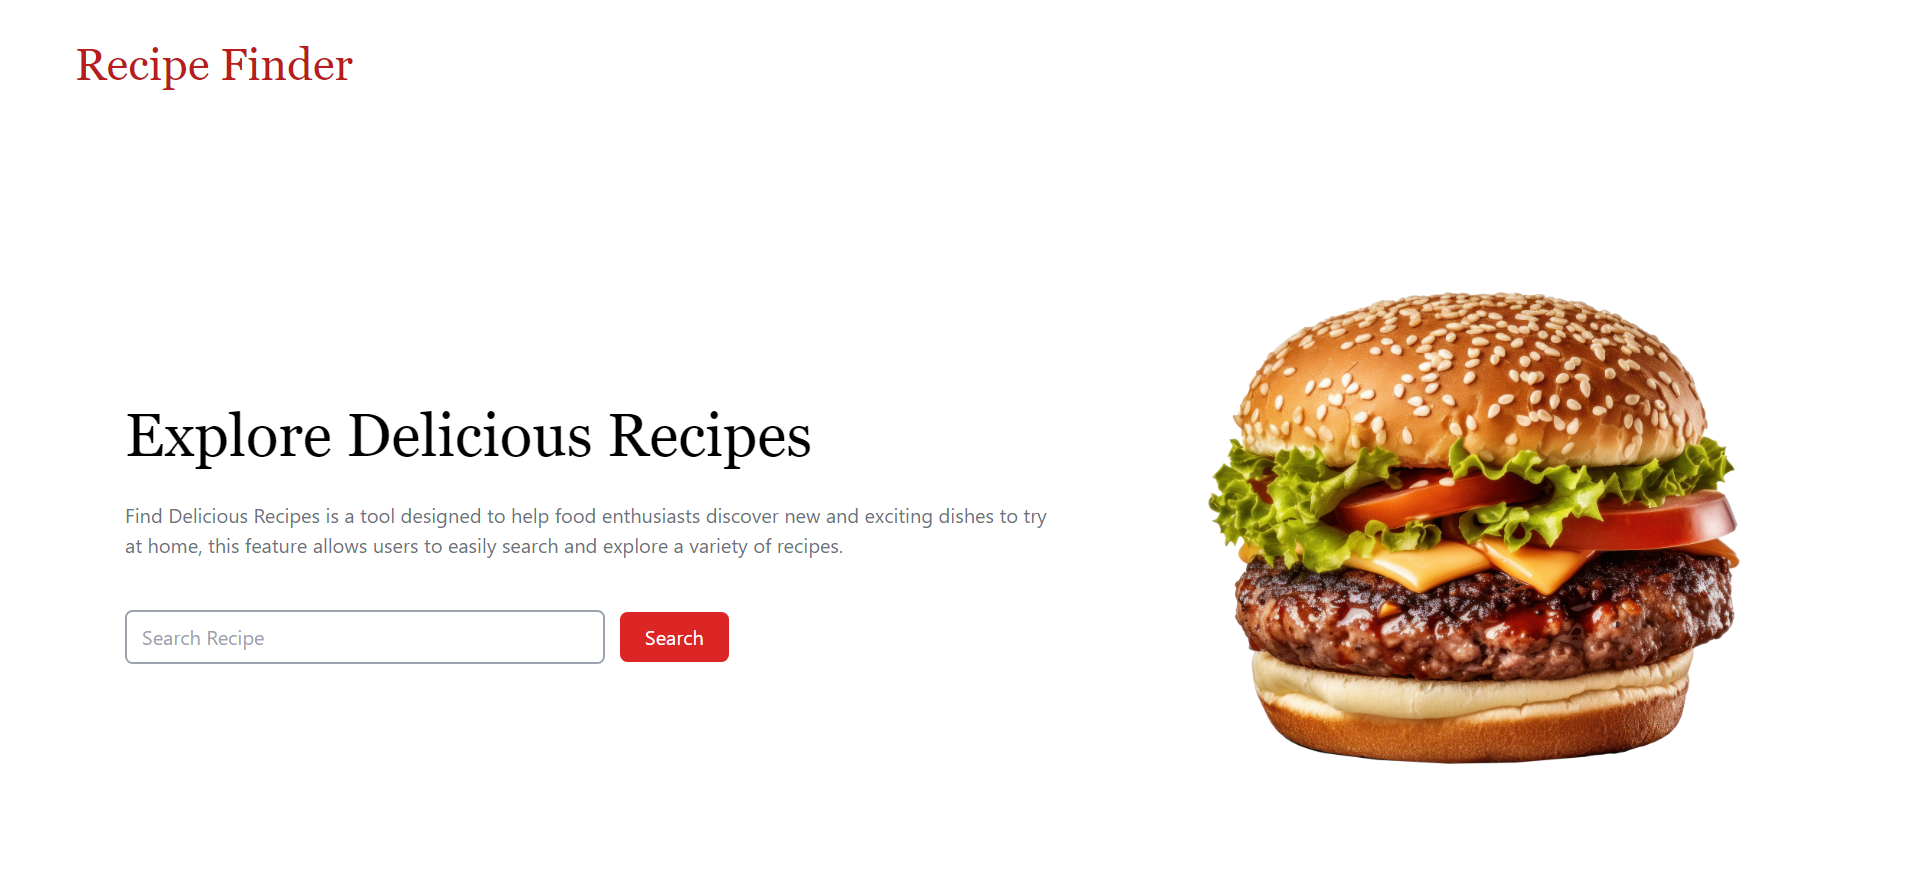 Recipe Finder
Explore Delicious Recipes
Find Delicious Recipes is a tool designed to help food enthusiasts discover new and exciting dishes to try
at home, this feature allows users to easily search and explore a variety of recipes.
Search Recipe
Search